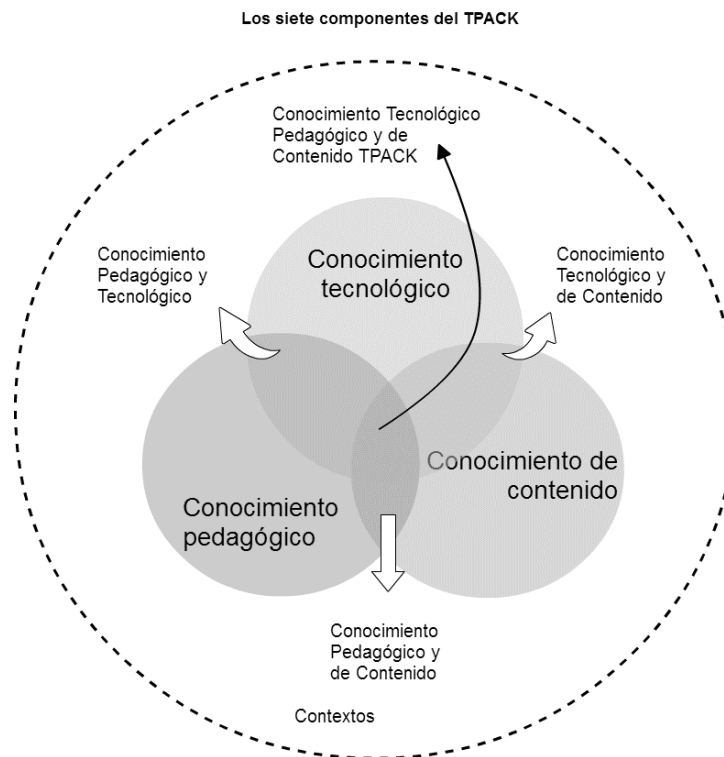 Los siete componentes del TPACK
Conocimiento Tecnológico
Pedagógico y de
Contenido TPACK
Conocimiento
Pedagógico y
Tecnológico
Conocimiento
tecnológico
Conocimiento
Tecnológico y
de Contenido
Conocimiento de
contenido
Conocimiento
pedagógico
Conocimiento
Pedagógico y
de Contenido
Contextos